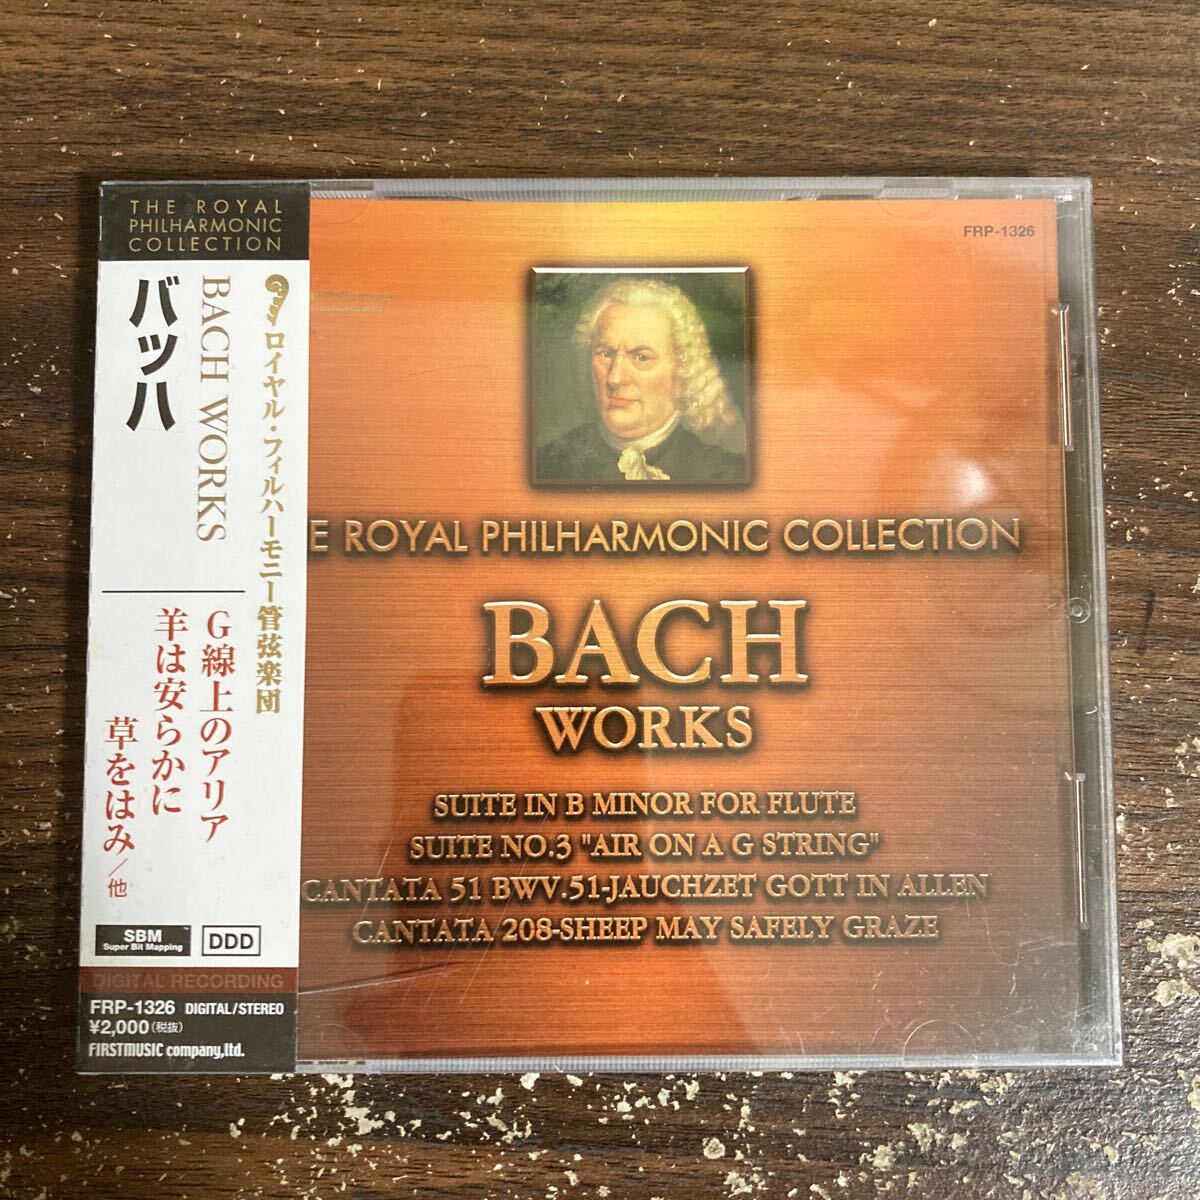 THE ROYAL
PHILHARMONIC
COLLECTION
ロイヤル・フィルハーモニー管弦楽団
BACH WORKS
バッハ
G線上のアリア
羊は安らかに
草をはみ/他
SBM
Super Bit Mapping
DDD
DIGITAL RECORDING
FRP-1326 DIGITAL/STEREO
¥2,000(税抜)
FIRSTMUSIC company,ltd.
FRP-1326
Philharmonic
E ROYAL PHILHARMONIC COLLECTION
BACH
WORKS
SUITE IN B MINOR FOR FLUTE
SUITE NO.3 "AIR ON A G STRING"
CANTATA 51 BWV.51-JAUCHZET GOTT IN ALLEN
CANTATA 208-SHEEP MAY SAFELY GRAZE